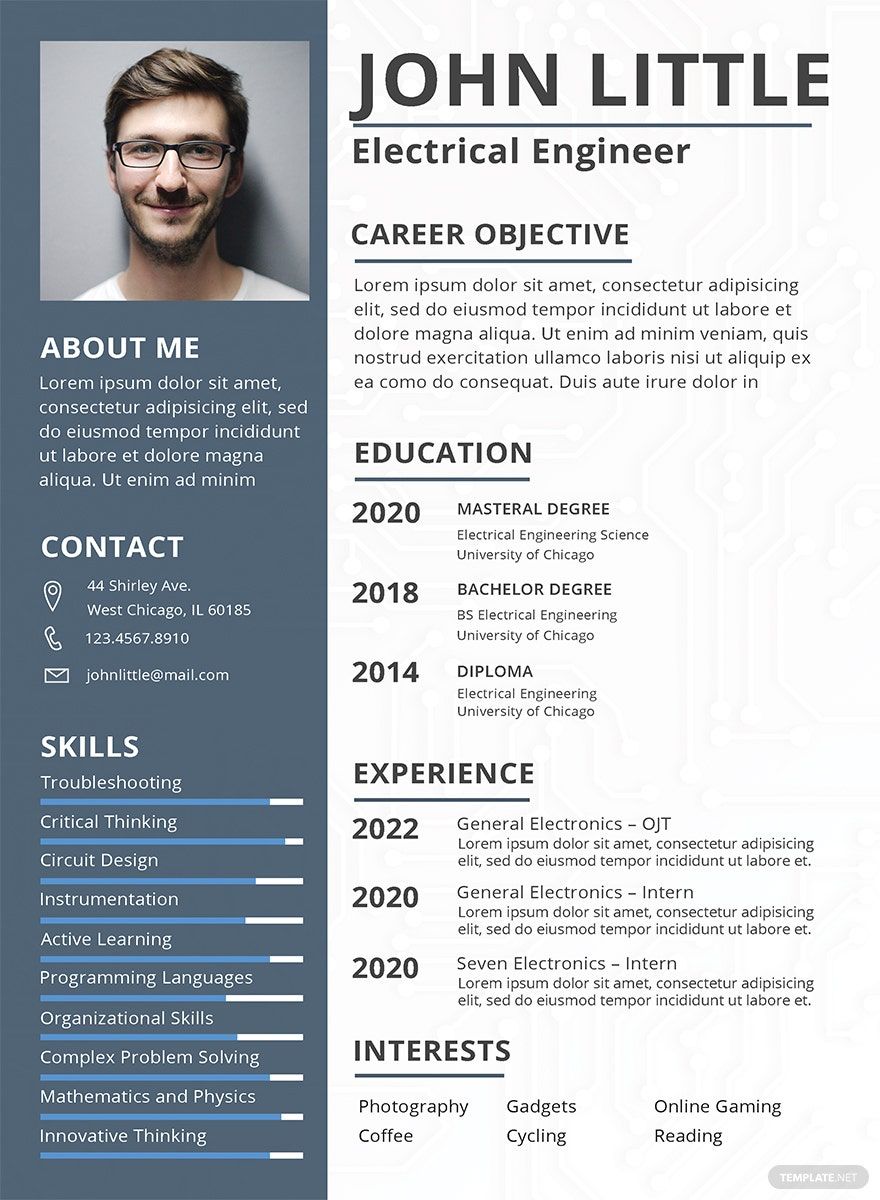 JOHN LITTLE
Electrical Engineer
ABOUT ME
Lorem ipsum dolor sit amet,
consectetur adipisicing elit, sed
do eiusmod tempor incididunt
ut labore et dolore magna
aliqua. Ut enim ad minim
CONTACT
44 Shirley Ave.
West Chicago, IL 60185
123.4567.8910
johnlittle@mail.com
SKILLS
Troubleshooting
Critical Thinking
Circuit Design
Instrumentation
Active Learning
Programming Languages
Organizational Skills
Complex Problem Solving
Mathematics and Physics
Innovative Thinking
CAREER OBJECTIVE
Lorem ipsum dolor sit amet, consectetur adipisicing
elit, sed do eiusmod tempor incididunt ut labore et
dolore magna aliqua. Ut enim ad minim veniam, quis
nostrud exercitation ullamco laboris nisi ut aliquip ex
ea como do consequat. Duis aute irure dolor in
EDUCATION
2020 MASTERAL DEGREE
Electrical Engineering Science
University of Chicago
2018 BACHELOR DEGREE
BS Electrical Engineering
University of Chicago
2014 DIPLOMA
Electrical Engineering
University of Chicago
EXPERIENCE
2022 General Electronics – OJT
Lorem ipsum dolor sit amet, consectetur adipisicing
elit, sed do eiusmod tempor incididunt ut labore et.
2020 General Electronics – Intern
Lorem ipsum dolor sit amet, consectetur adipisicing
elit, sed do eiusmod tempor incididunt ut labore et.
2020 Seven Electronics – Intern
Lorem ipsum dolor sit amet, consectetur adipisicing
elit, sed do eiusmod tempor incididunt ut labore et.
INTERESTS
Photography Gadgets Online Gaming
Coffee Cycling Reading
TEMPLATE.NET